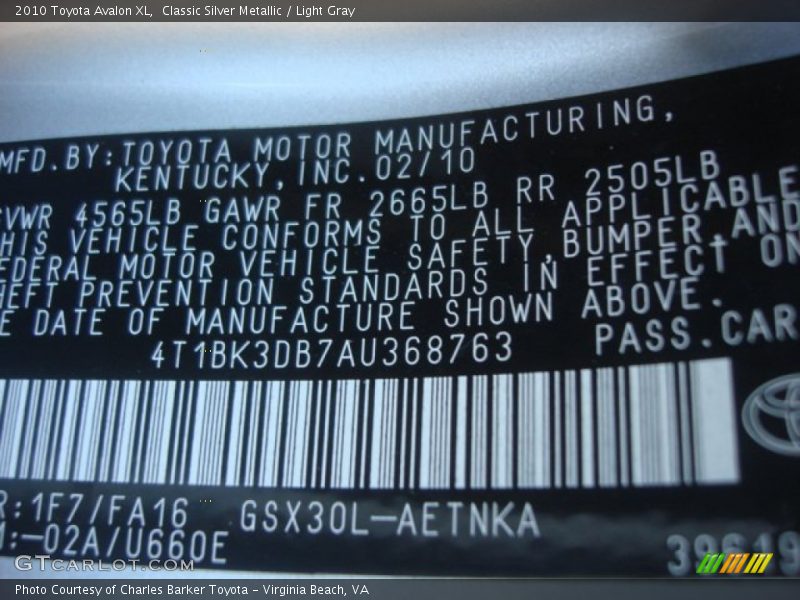 2010 Toyota Avalon XL,  Classic Silver Metallic / Light Gray
MFD.BY:TOYOTA MOTOR MANUFACTURING,
KENTUCKY,INC.02/10
GVWR 4565LB GAWR FR 2665LB RR 2505LB
HIS VEHICLE CONFORMS TO ALL APPLICABLE
EDERAL MOTOR VEHICLE SAFETY,BUMPER,AND
HEFT PREVENTION STANDARDS IN EFFECT ON
E DATE OF MANUFACTURE SHOWN ABOVE.
4T1BK3DB7AU368763 PASS.CAR
R:1F7/FA16 GSX30L-AETNKA
:-02A/U660E
39619
GTCARLOT.COM
Photo Courtesy of Charles Barker Toyota - Virginia Beach, VA